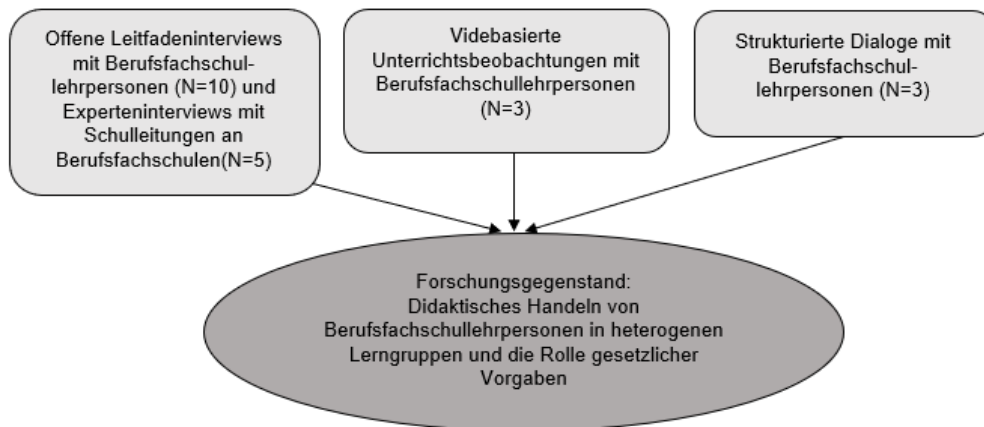 Offene Leitfadeninterviews
mit Berufsfachschul-
lehrpersonen (N=10) und
Experteninterviews mit
Schulleitungen an
Berufsfachschulen(N=5)
Videbasierte
Unterrichtsbeobachtungen mit
Berufsfachschullehrpersonen
(N=3)
Strukturierte Dialoge mit
Berufsfachschul-
lehrpersonen (N=3)
Forschungsgegenstand:
Didaktisches Handeln von
Berufsfachschullehrpersonen in heterogenen
Lerngruppen und die Rolle gesetzlicher
Vorgaben